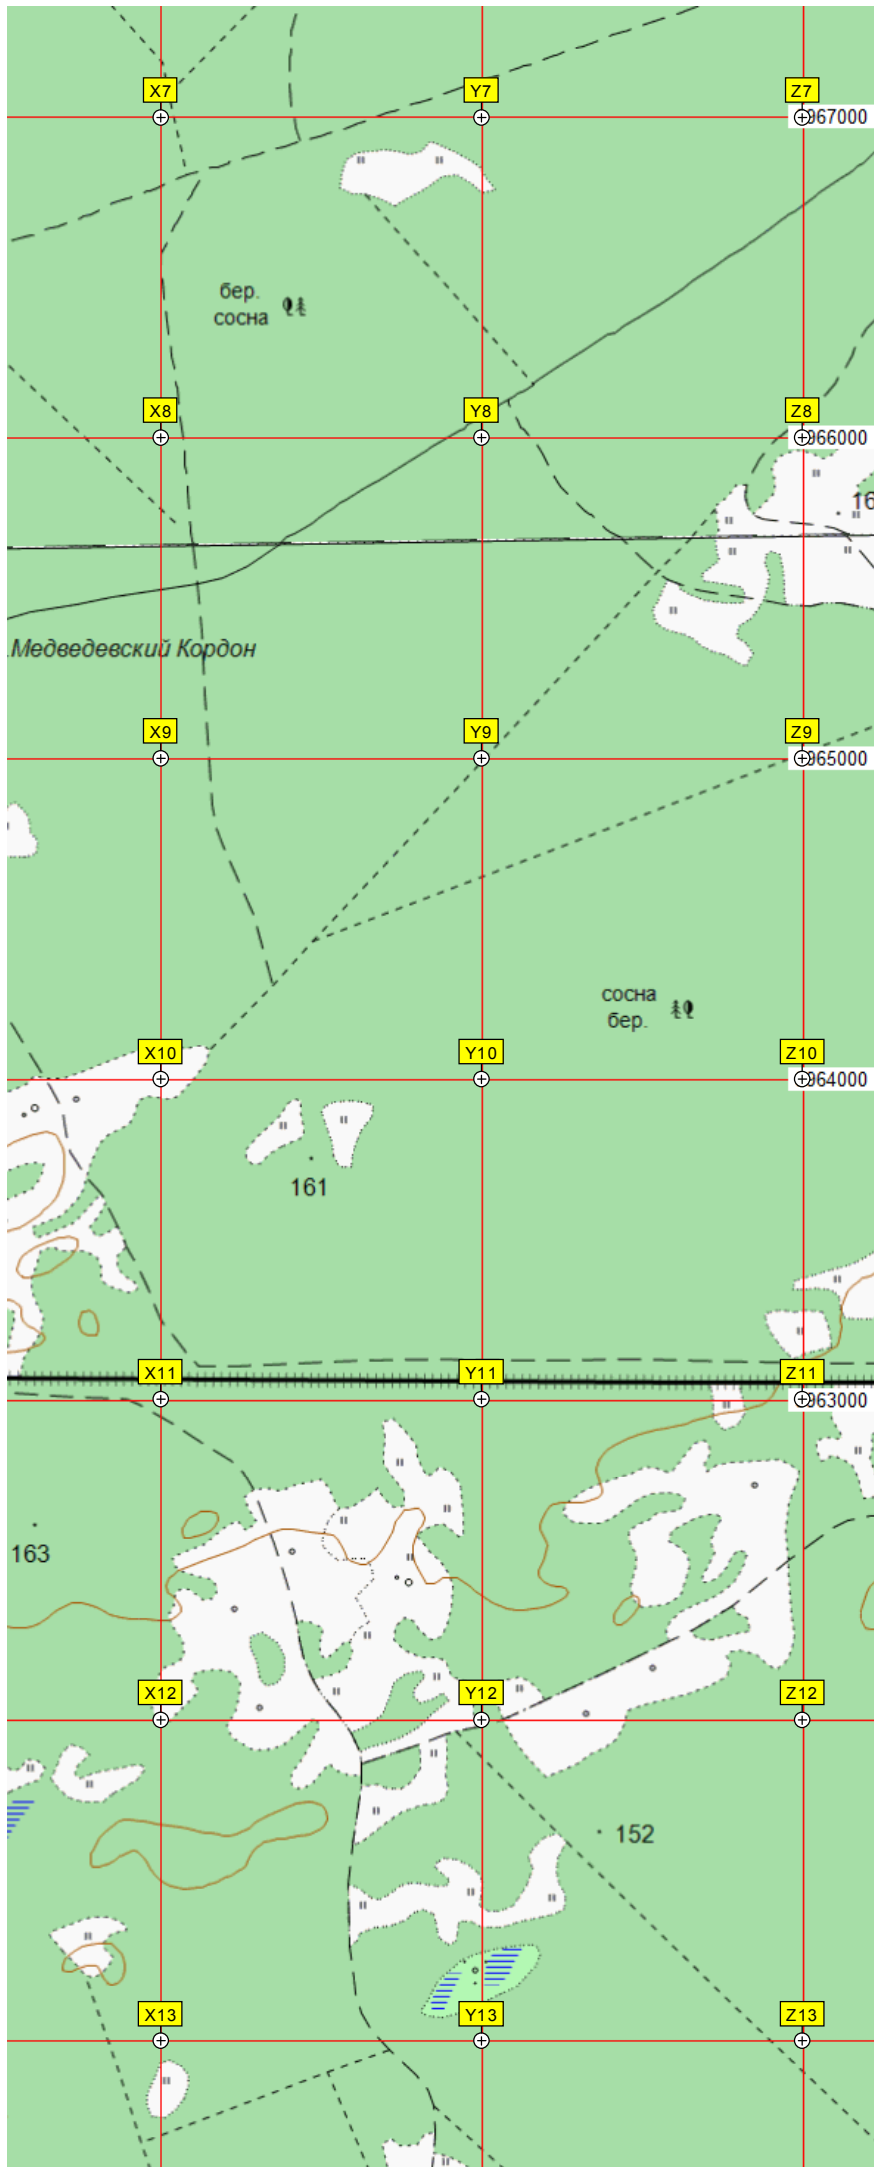 X7 Y7 Z7
967000
бер.
сосна
X8 Y8 Z8
966000
16
.Медведевский Кордон
X9 Y9 Z9
965000
сосна
бер.
X10 Y10 Z10
964000
161
X11 Y11 Z11
963000
163
X12 Y12 Z12
152
X13 Y13 Z13